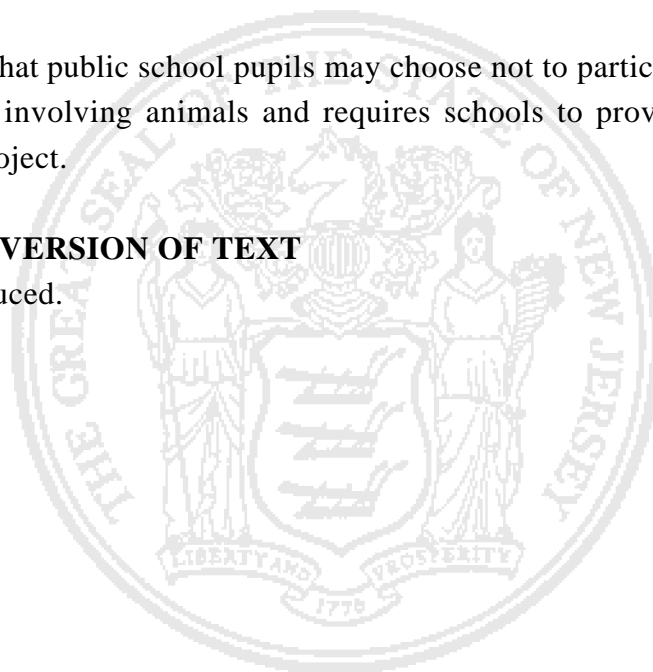 hat public school pupils may choose not to partic
involving animals and requires schools to prov
oject.
VERSION OF TEXT
uced.
THE GREAT SEAL OF THE STATE OF NEW JERSEY
LIBERTY AND PROSPERITY
1776